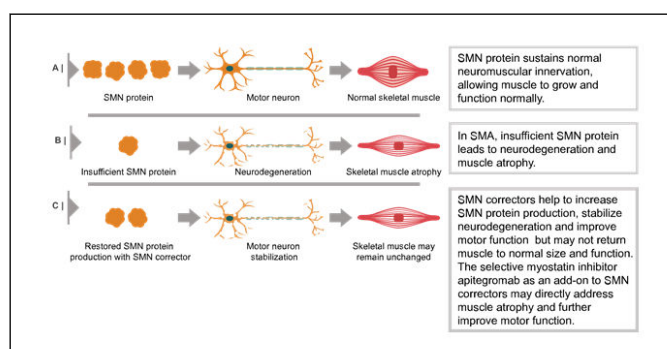 A |
SMN protein
Motor neuron
Normal skeletal muscle
SMN protein sustains normal
neuromuscular innervation,
allowing muscle to grow and
function normally.
B |
Insufficient SMN protein
Neurodegeneration
Skeletal muscle atrophy
In SMA, insufficient SMN protein
leads to neurodegeneration and
muscle atrophy.
C |
Restored SMN protein
production with SMN corrector
Motor neuron
stabilization
Skeletal muscle may
remain unchanged
SMN correctors help to increase
SMN protein production, stabilize
neurodegeneration and improve
motor function but may not return
muscle to normal size and function.
The selective myostatin inhibitor
apitegromab as an add-on to SMN
correctors may directly address
muscle atrophy and further
improve motor function.